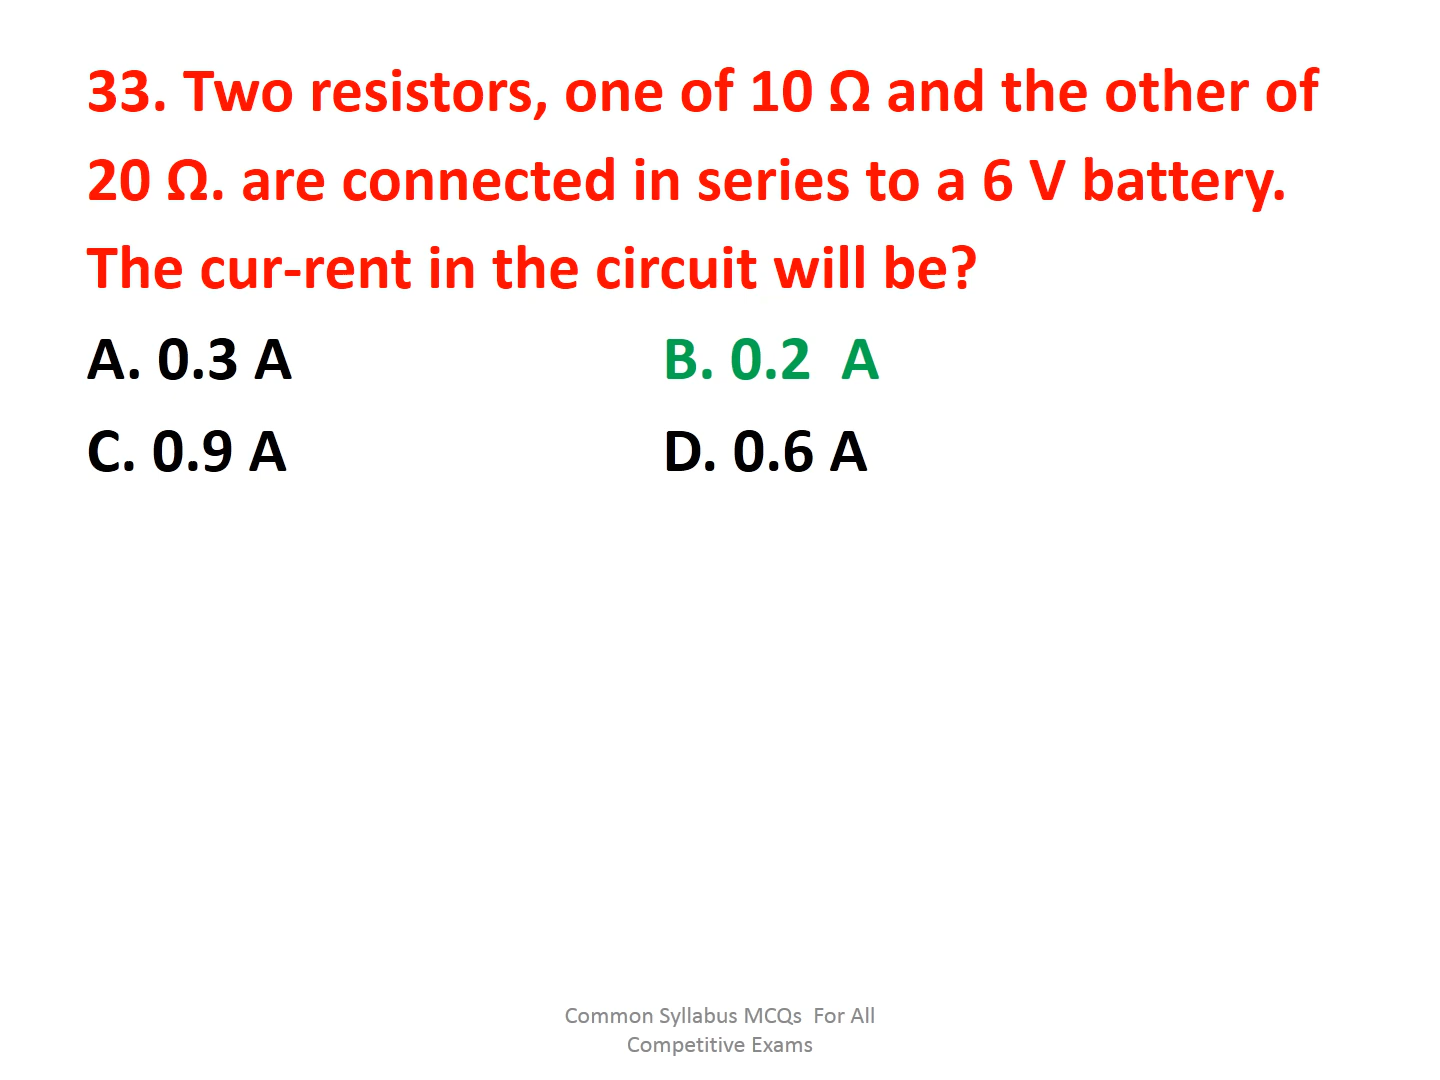 33. Two resistors, one of 10 Ω and the other of
20 Ω. are connected in series to a 6 V battery.
The cur-rent in the circuit will be?
A. 0.3 A B. 0.2 A
C. 0.9 A D. 0.6 A
Common Syllabus MCQs For All
Competitive Exams